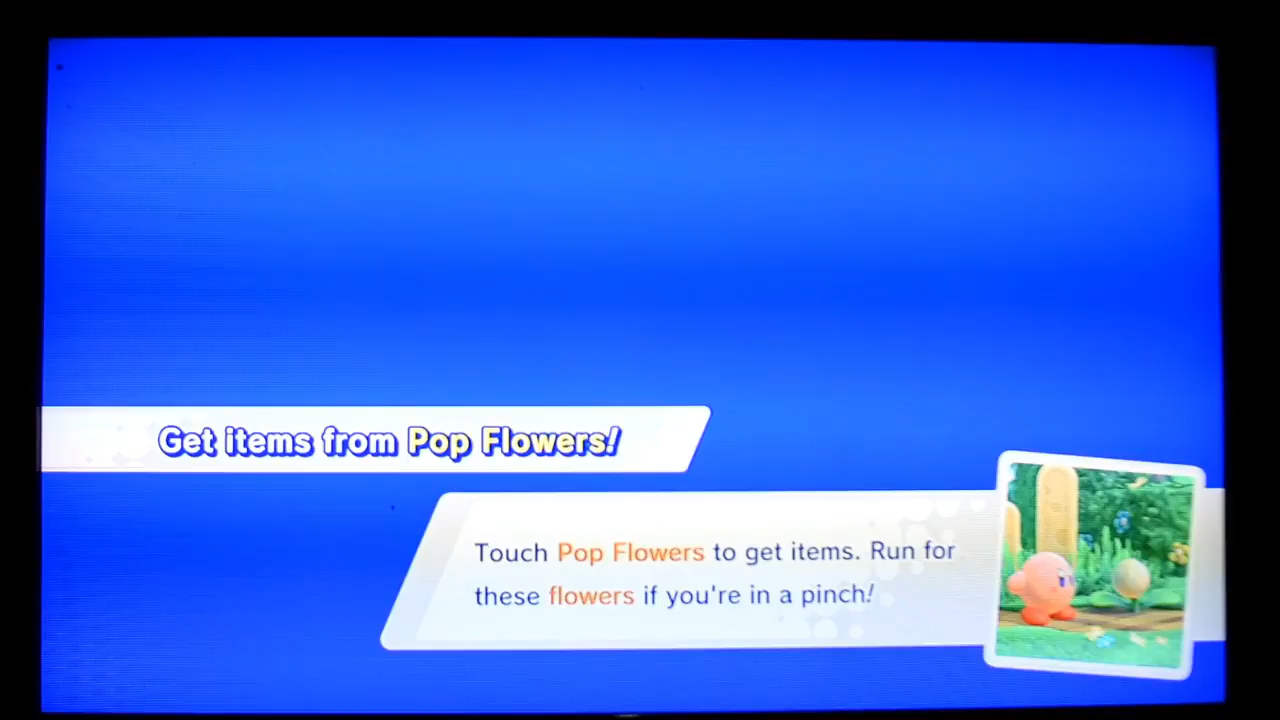 Get items from Pop Flowers!
Touch Pop Flowers to get items. Run for
these flowers if you're in a pinch!